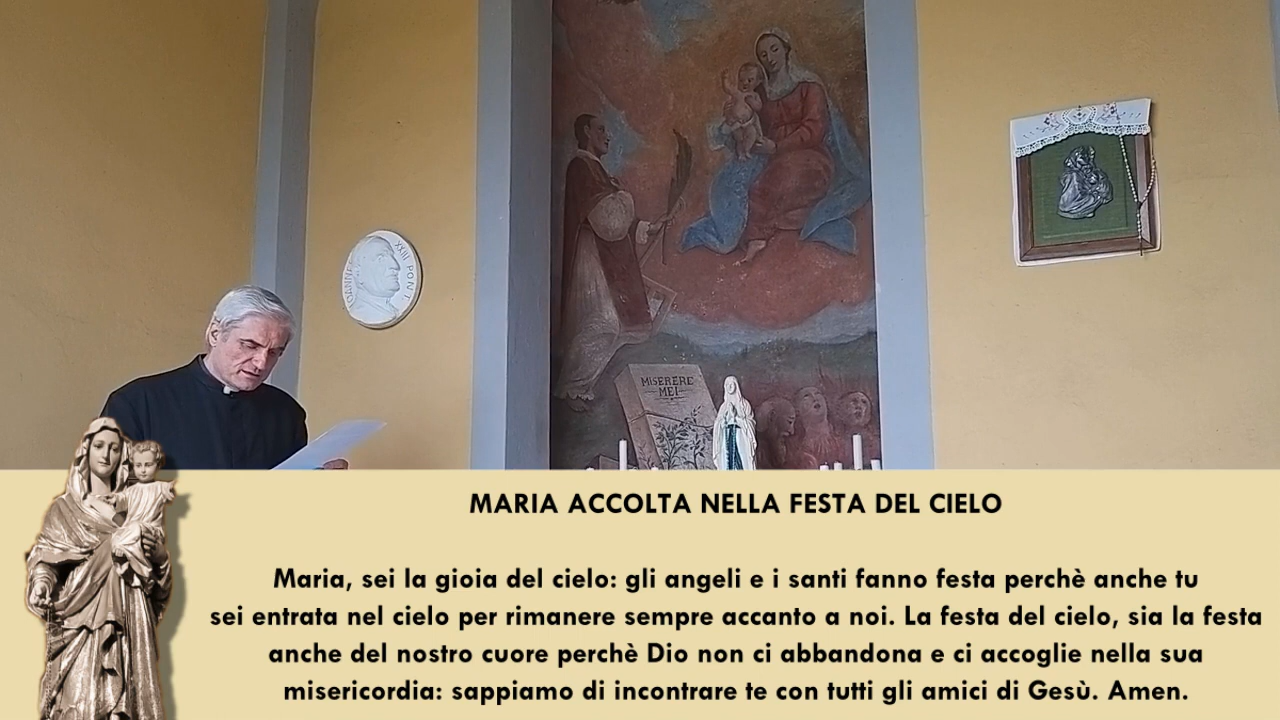 IOANNES XXIII PONT
MISERERE
MEI
MARIA ACCOLTA NELLA FESTA DEL CIELO
Maria, sei la gioia del cielo: gli angeli e i santi fanno festa perchè anche tu
sei entrata nel cielo per rimanere sempre accanto a noi. La festa del cielo, sia la festa
anche del nostro cuore perchè Dio non ci abbandona e ci accoglie nella sua
misericordia: sappiamo di incontrare te con tutti gli amici di Gesù. Amen.